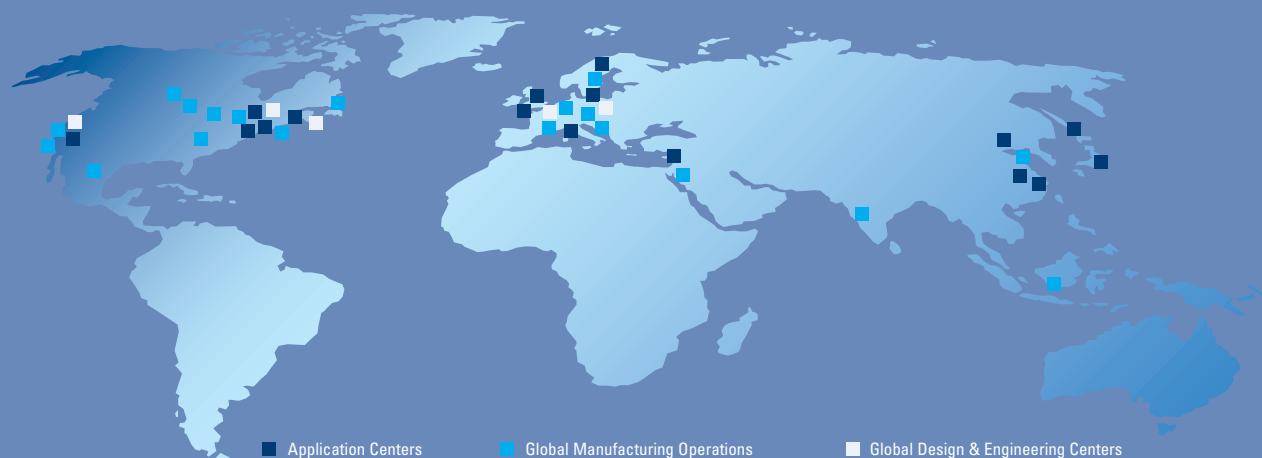 Application Centers
Global Manufacturing Operations
Global Design & Engineering Centers